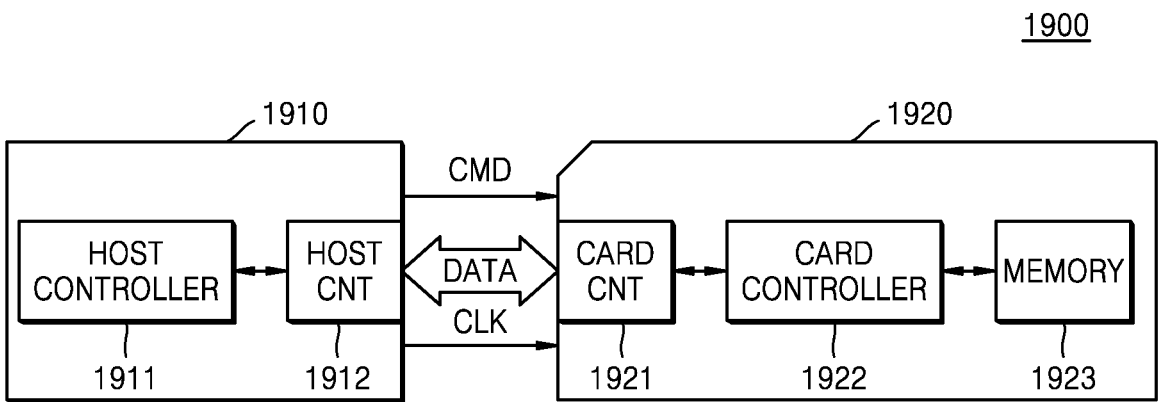 1900
1910
1920
CMD
HOST
CONTROLLER
HOST
CNT
DATA
CARD
CNT
CARD
CONTROLLER
MEMORY
CLK
1911
1912
1921
1922
1923